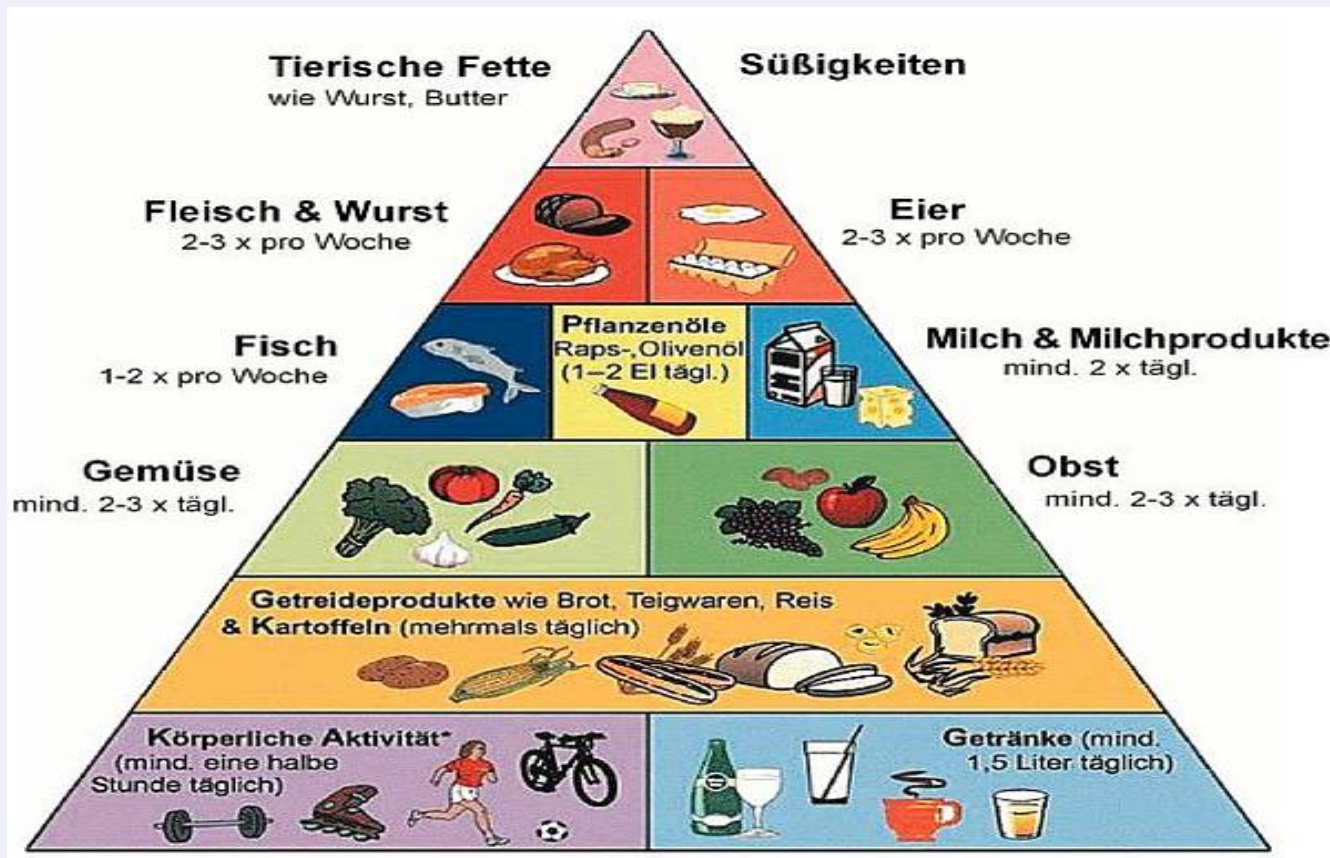 Tierische Fette
wie Wurst, Butter
Süßigkeiten
Fleisch & Wurst
2-3 x pro Woche
Eier
2-3 x pro Woche
Fisch
1-2 x pro Woche
Pflanzenöle
Raps-,Olivenöl
(1–2 El tägl.)
Milch & Milchprodukte
mind. 2 x tägl.
Gemüse
mind. 2-3 x tägl.
Obst
mind. 2-3 x tägl.
Getreideprodukte wie Brot, Teigwaren, Reis
& Kartoffeln (mehrmals täglich)
Körperliche Aktivität*
(mind. eine halbe
Stunde täglich)
Getränke (mind.
1,5 Liter täglich)